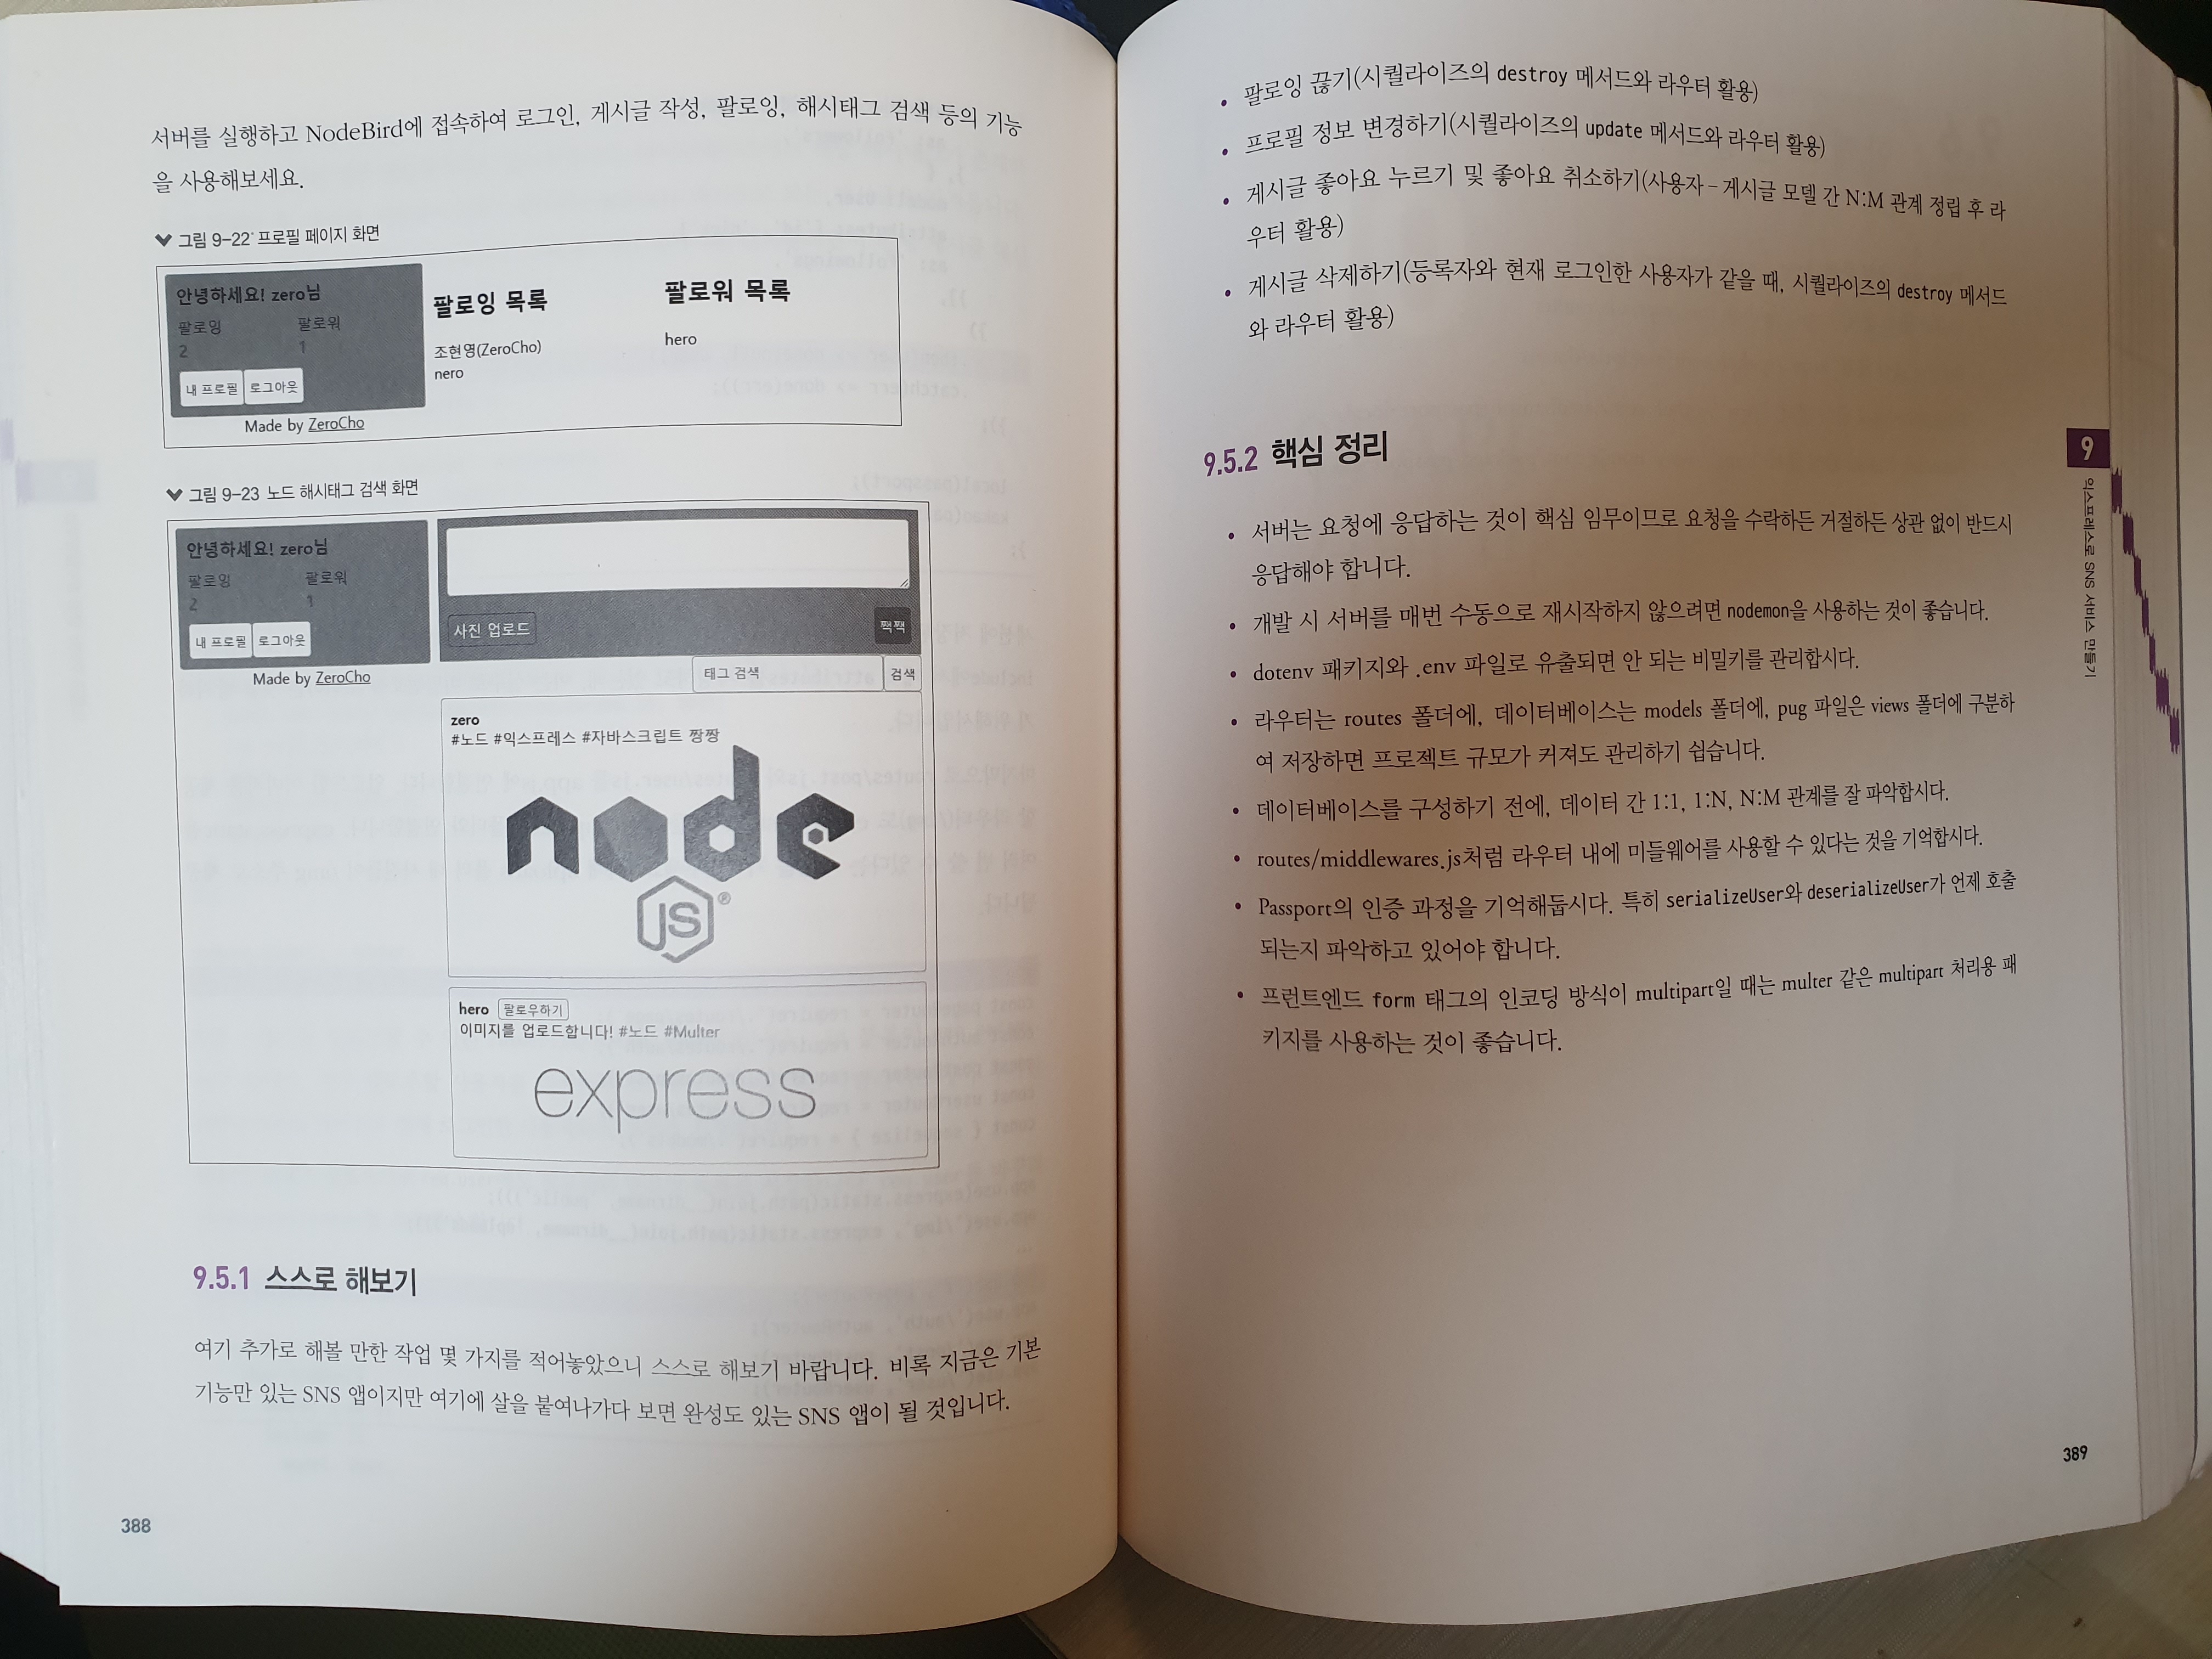 서버를 실행하고 NodeBird에 접속하여 로그인, 게시글 작성, 팔로잉, 해시태그 검색 등의 기능
을 사용해보세요.
그림 9-22 프로필 페이지 화면
안녕하세요! zero님
팔로잉 팔로워
2 1
내 프로필 로그아웃
Made by ZeroCho
팔로잉 목록
조현영(ZeroCho)
nero
팔로워 목록
hero
그림 9-23 노드 해시태그 검색 화면
안녕하세요! zero님
팔로잉 팔로워
2
내 프로필 로그아웃
Made by ZeroCho
사진 업로드 짹짹
태그 검색 검색
zero
#노드 #익스프레스 #자바스크립트 짱짱
node
JS®
hero 팔로우하기
이미지를 업로드합니다! #노드 #Multer
express
9.5.1 스스로 해보기
여기 추가로 해볼 만한 작업 몇 가지를 적어놓았으니 스스로 해보기 바랍니다. 비록 지금은 기본
기능만 있는 SNS 앱이지만 여기에 살을 붙여나가다 보면 완성도 있는 SNS 앱이 될 것입니다.
388
• 팔로잉 끊기(시퀄라이즈의 destroy 메서드와 라우터 활용)
• 프로필 정보 변경하기(시퀄라이즈의 update 메서드와 라우터 활용)
• 게시글 좋아요 누르기 및 좋아요 취소하기(사용자 – 게시글 모델 간 N:M 관계 정립 후 라
우터 활용)
• 게시글 삭제하기(등록자와 현재 로그인한 사용자가 같을 때, 시퀄라이즈의 destroy 메서드
와 라우터 활용)
9.5.2 핵심 정리
• 서버는 요청에 응답하는 것이 핵심 임무이므로 요청을 수락하든 거절하든 상관 없이 반드시
응답해야 합니다.
• 개발 시 서버를 매번 수동으로 재시작하지 않으려면 nodemon을 사용하는 것이 좋습니다.
• dotenv 패키지와 .env 파일로 유출되면 안 되는 비밀키를 관리합시다.
• 라우터는 routes 폴더에, 데이터베이스는 models 폴더에, pug 파일은 views 폴더에 구분하
여 저장하면 프로젝트 규모가 커져도 관리하기 쉽습니다.
• 데이터베이스를 구성하기 전에, 데이터 간 1:1, 1:N, N:M 관계를 잘 파악합시다.
• routes/middlewares.js처럼 라우터 내에 미들웨어를 사용할 수 있다는 것을 기억합시다.
• Passport의 인증 과정을 기억해둡시다. 특히 serializeUser와 deserializeUser가 언제 호출
되는지 파악하고 있어야 합니다.
• 프런트엔드 form 태그의 인코딩 방식이 multipart일 때는 multer 같은 multipart 처리용 패
키지를 사용하는 것이 좋습니다.
9
익스프레스로 SNS 서비스 만들기
389